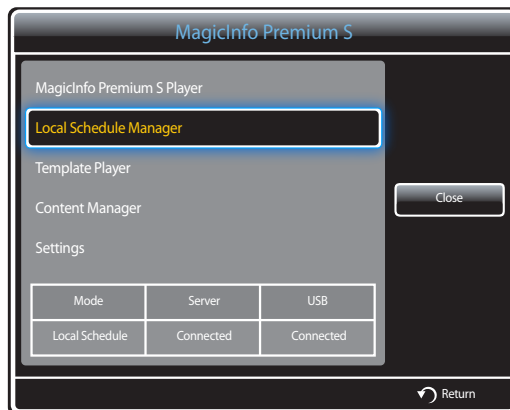 MagicInfo Premium S
MagicInfo Premium S Player
Local Schedule Manager
Template Player
Content Manager
Settings
Close
Mode Server USB
Local Schedule Connected Connected
Return